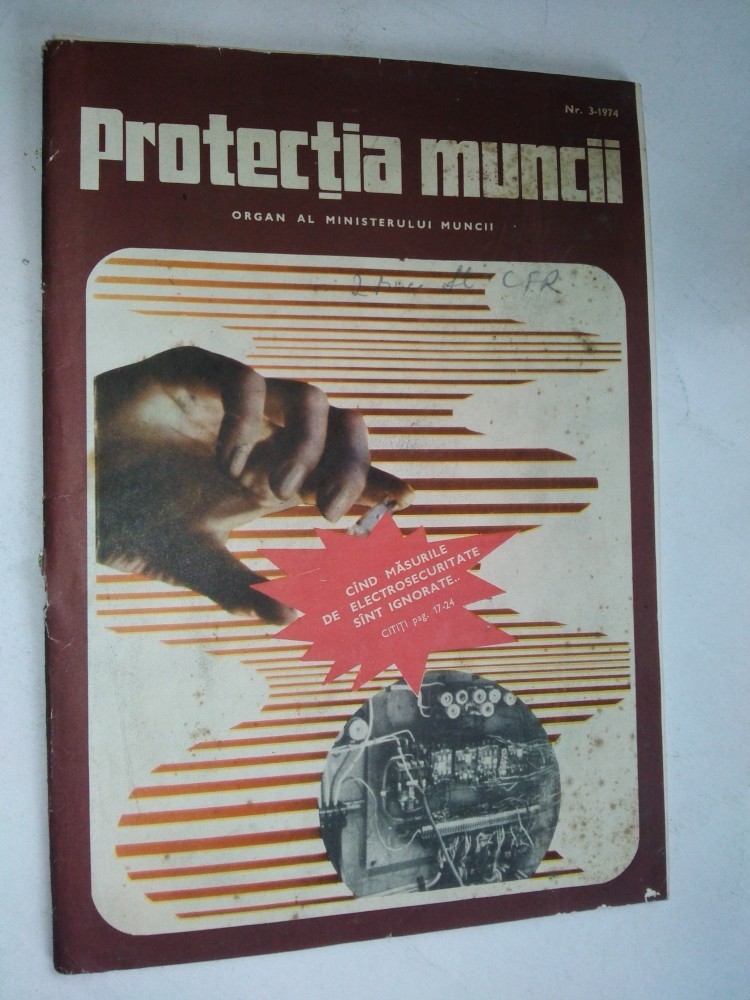 Nr. 3-1974
Protecția muncii
ORGAN AL MINISTERULUI MUNCII
CFR
CÎND MĂSURILE
DE ELECTROSECURITATE
SÎNT IGNORATE..
CITIȚI pag. 17-24